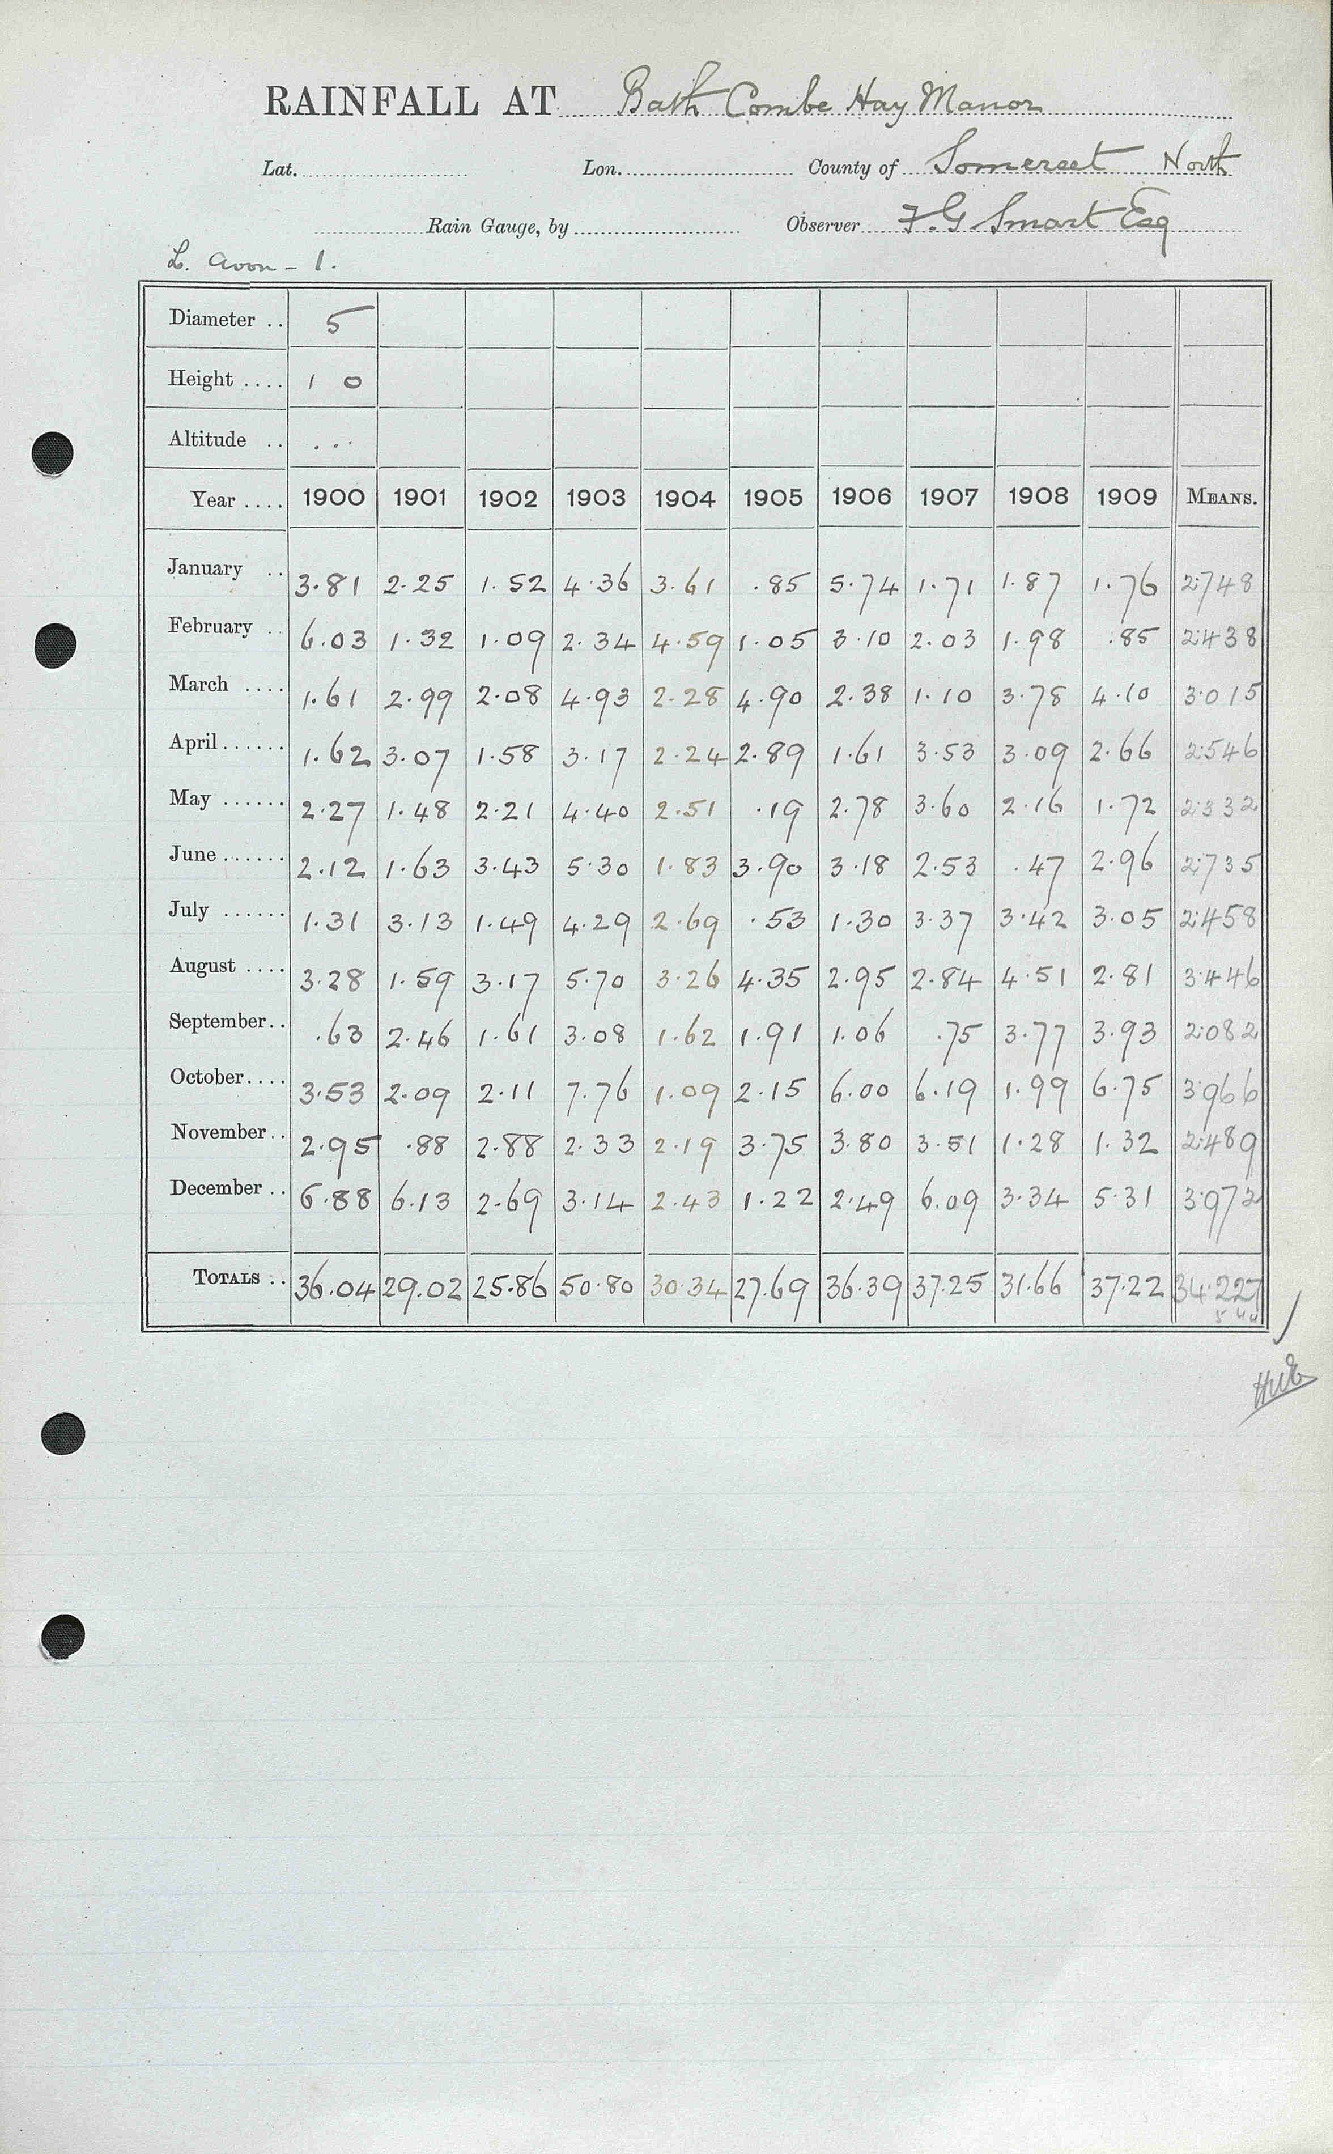 RAINFALL AT Bath Combe Hay Manor
Lat. Lon. County of Somerset North
Rain Gauge, by Observer F. G Smart Esq
L. Avon - 1.
Diameter .. 5
Height .... 1 0
Altitude .. ...
Year .... 1900 1901 1902 1903 1904 1905 1906 1907 1908 1909 MEANS.
January .. 3.81 2.25 1.52 4.36 3.61 .85 5.74 1.71 1.87 1.76 2.748
February .. 6.03 1.32 1.09 2.34 4.59 1.05 3.10 2.03 1.98 .85 2.438
March .... 1.61 2.99 2.08 4.93 2.28 4.90 2.38 1.10 3.78 4.10 3.015
April...... 1.62 3.07 1.58 3.17 2.24 2.89 1.61 3.53 3.09 2.66 2.546
May ...... 2.27 1.48 2.21 4.40 2.51 .19 2.78 3.60 2.16 1.72 2.332
June ...... 2.12 1.63 3.43 5.30 1.83 3.90 3.18 2.53 .47 2.96 2.735
July ...... 1.31 3.13 1.49 4.29 2.69 .53 1.30 3.37 3.42 3.05 2.458
August .... 3.28 1.59 3.17 5.70 3.26 4.35 2.95 2.84 4.51 2.81 3.446
September.. .63 2.46 1.61 3.08 1.62 1.91 1.06 .75 3.77 3.93 2.082
October.... 3.53 2.09 2.11 7.76 1.09 2.15 6.00 6.19 1.99 6.75 3.966
November.. 2.95 .88 2.88 2.33 2.19 3.75 3.80 3.51 1.28 1.32 2.489
December .. 6.88 6.13 2.69 3.14 2.43 1.22 2.49 6.09 3.34 5.31 3.972
TOTALS .. 36.04 29.02 25.86 50.80 30.34 27.69 36.39 37.25 31.66 37.22 34.227